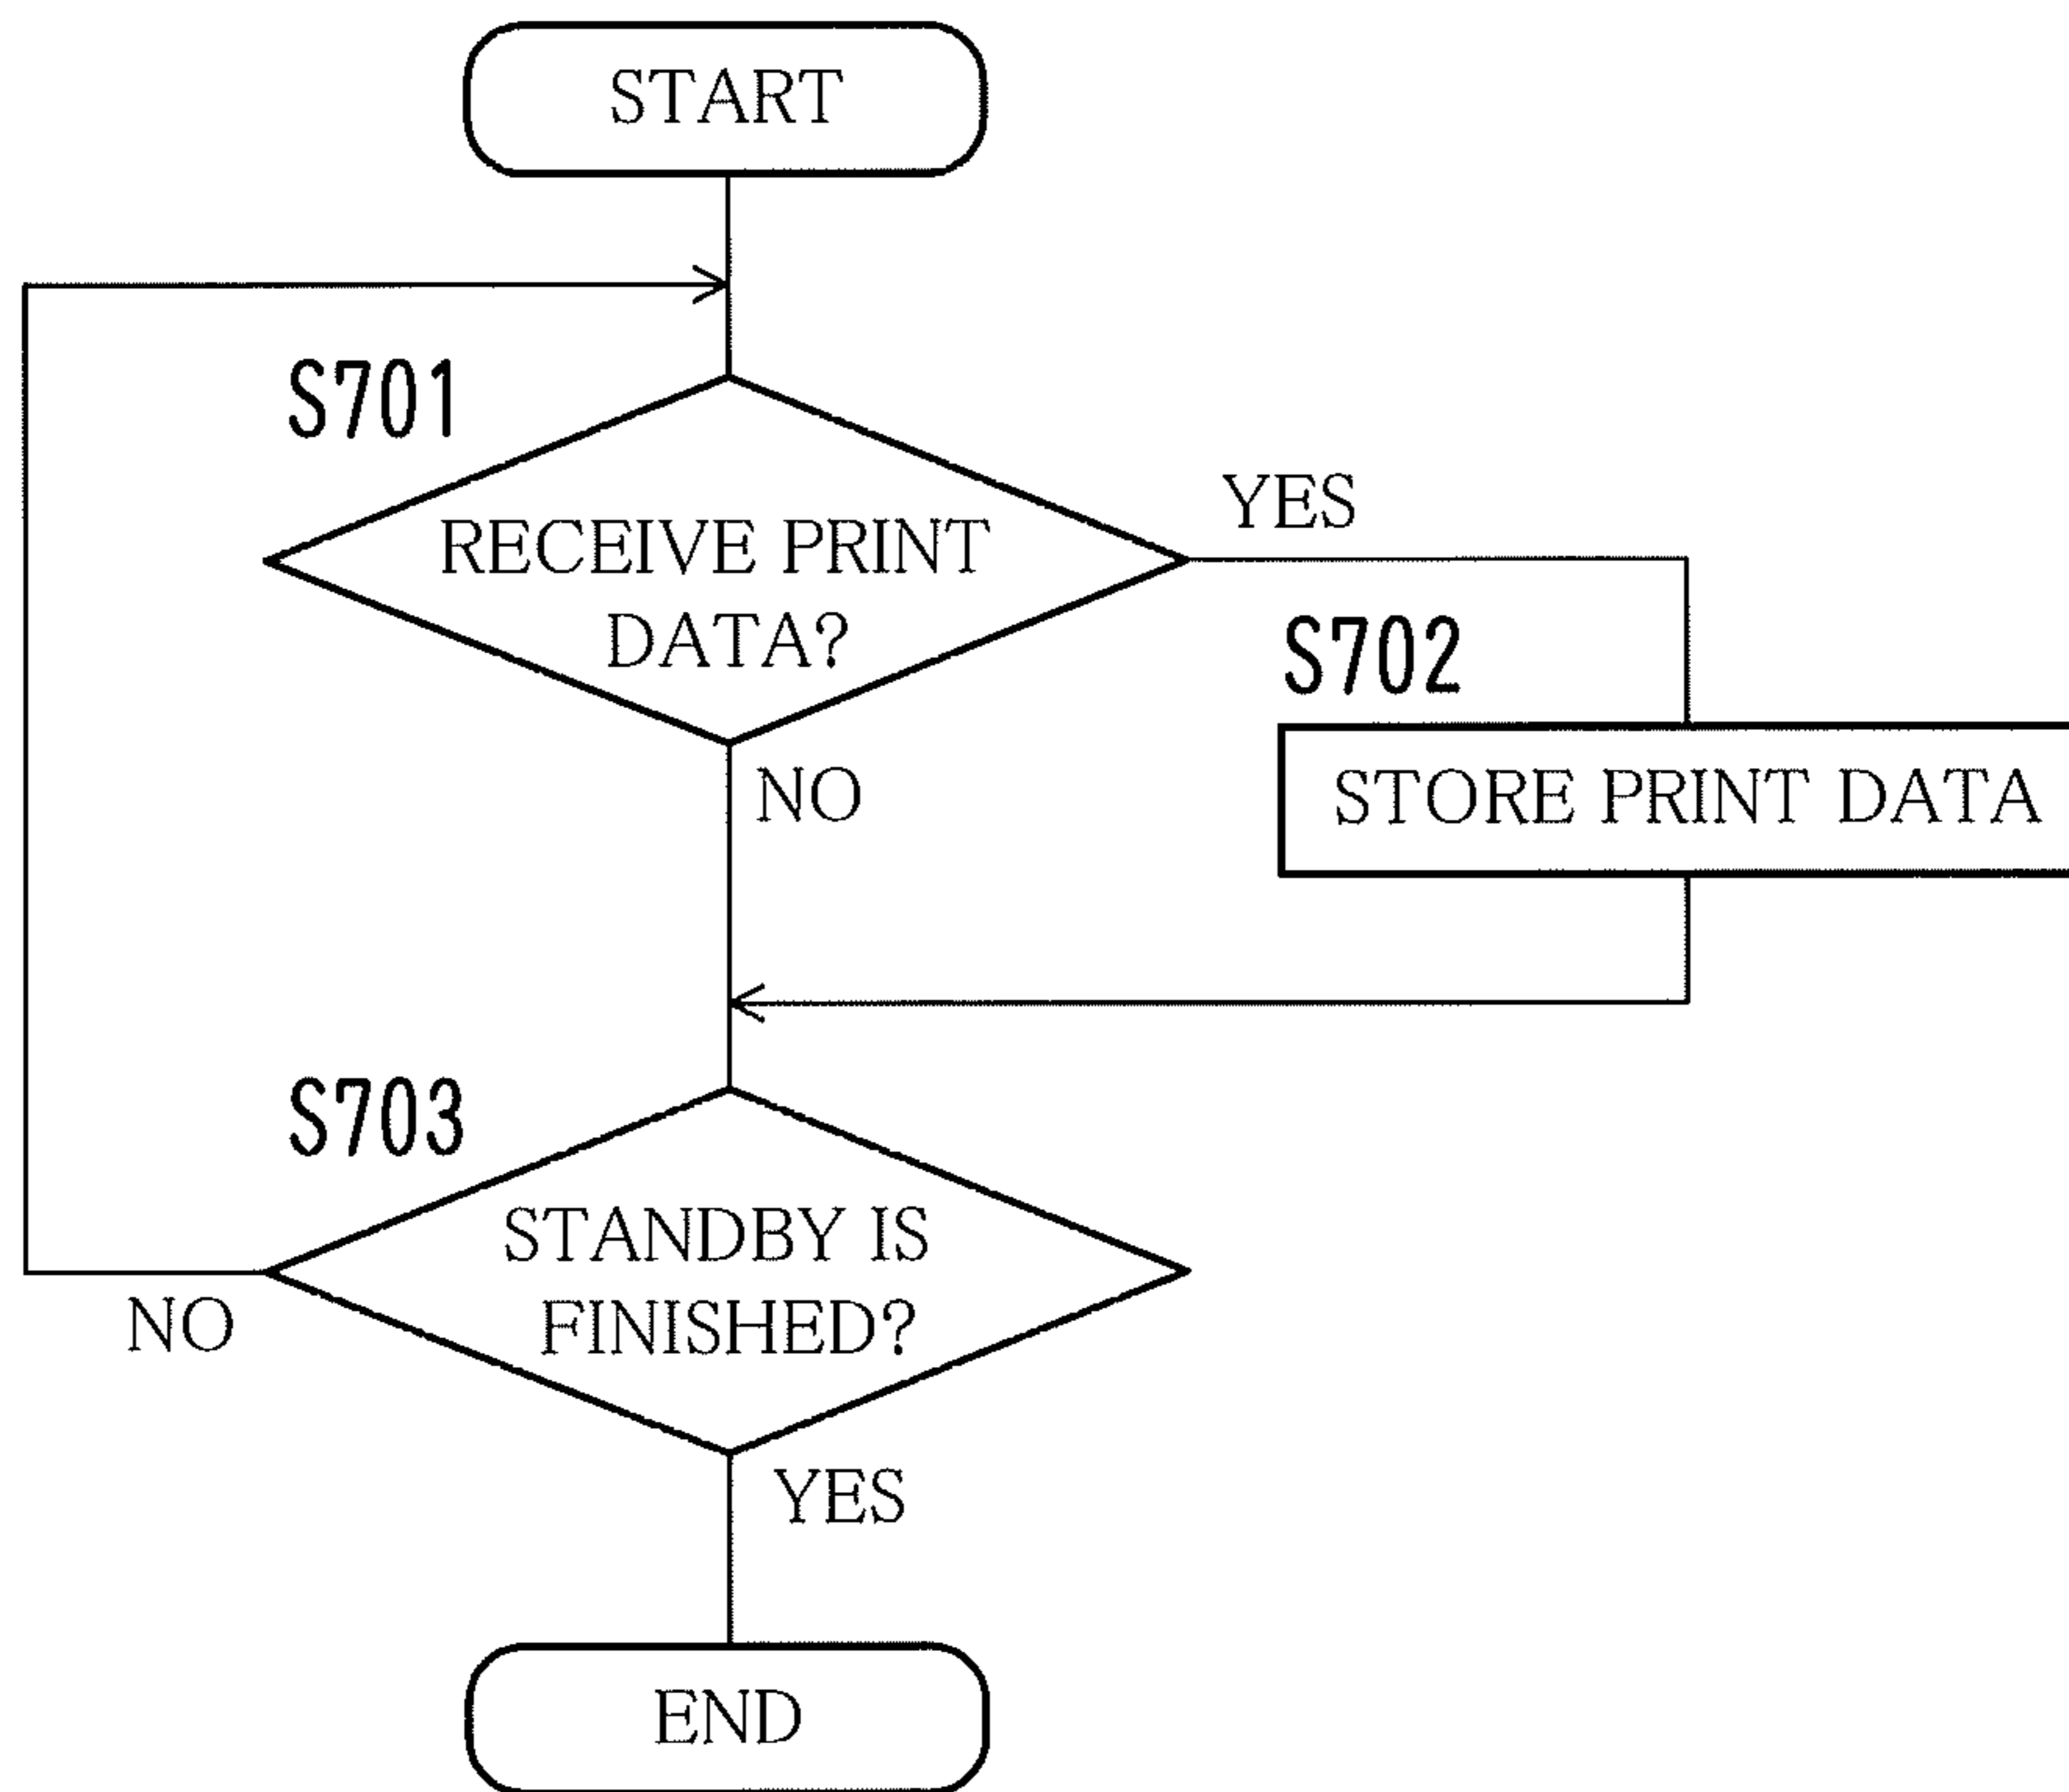 START
S701
RECEIVE PRINT
DATA?
YES
S702
STORE PRINT DATA
NO
S703
STANDBY IS
FINISHED?
NO
YES
END